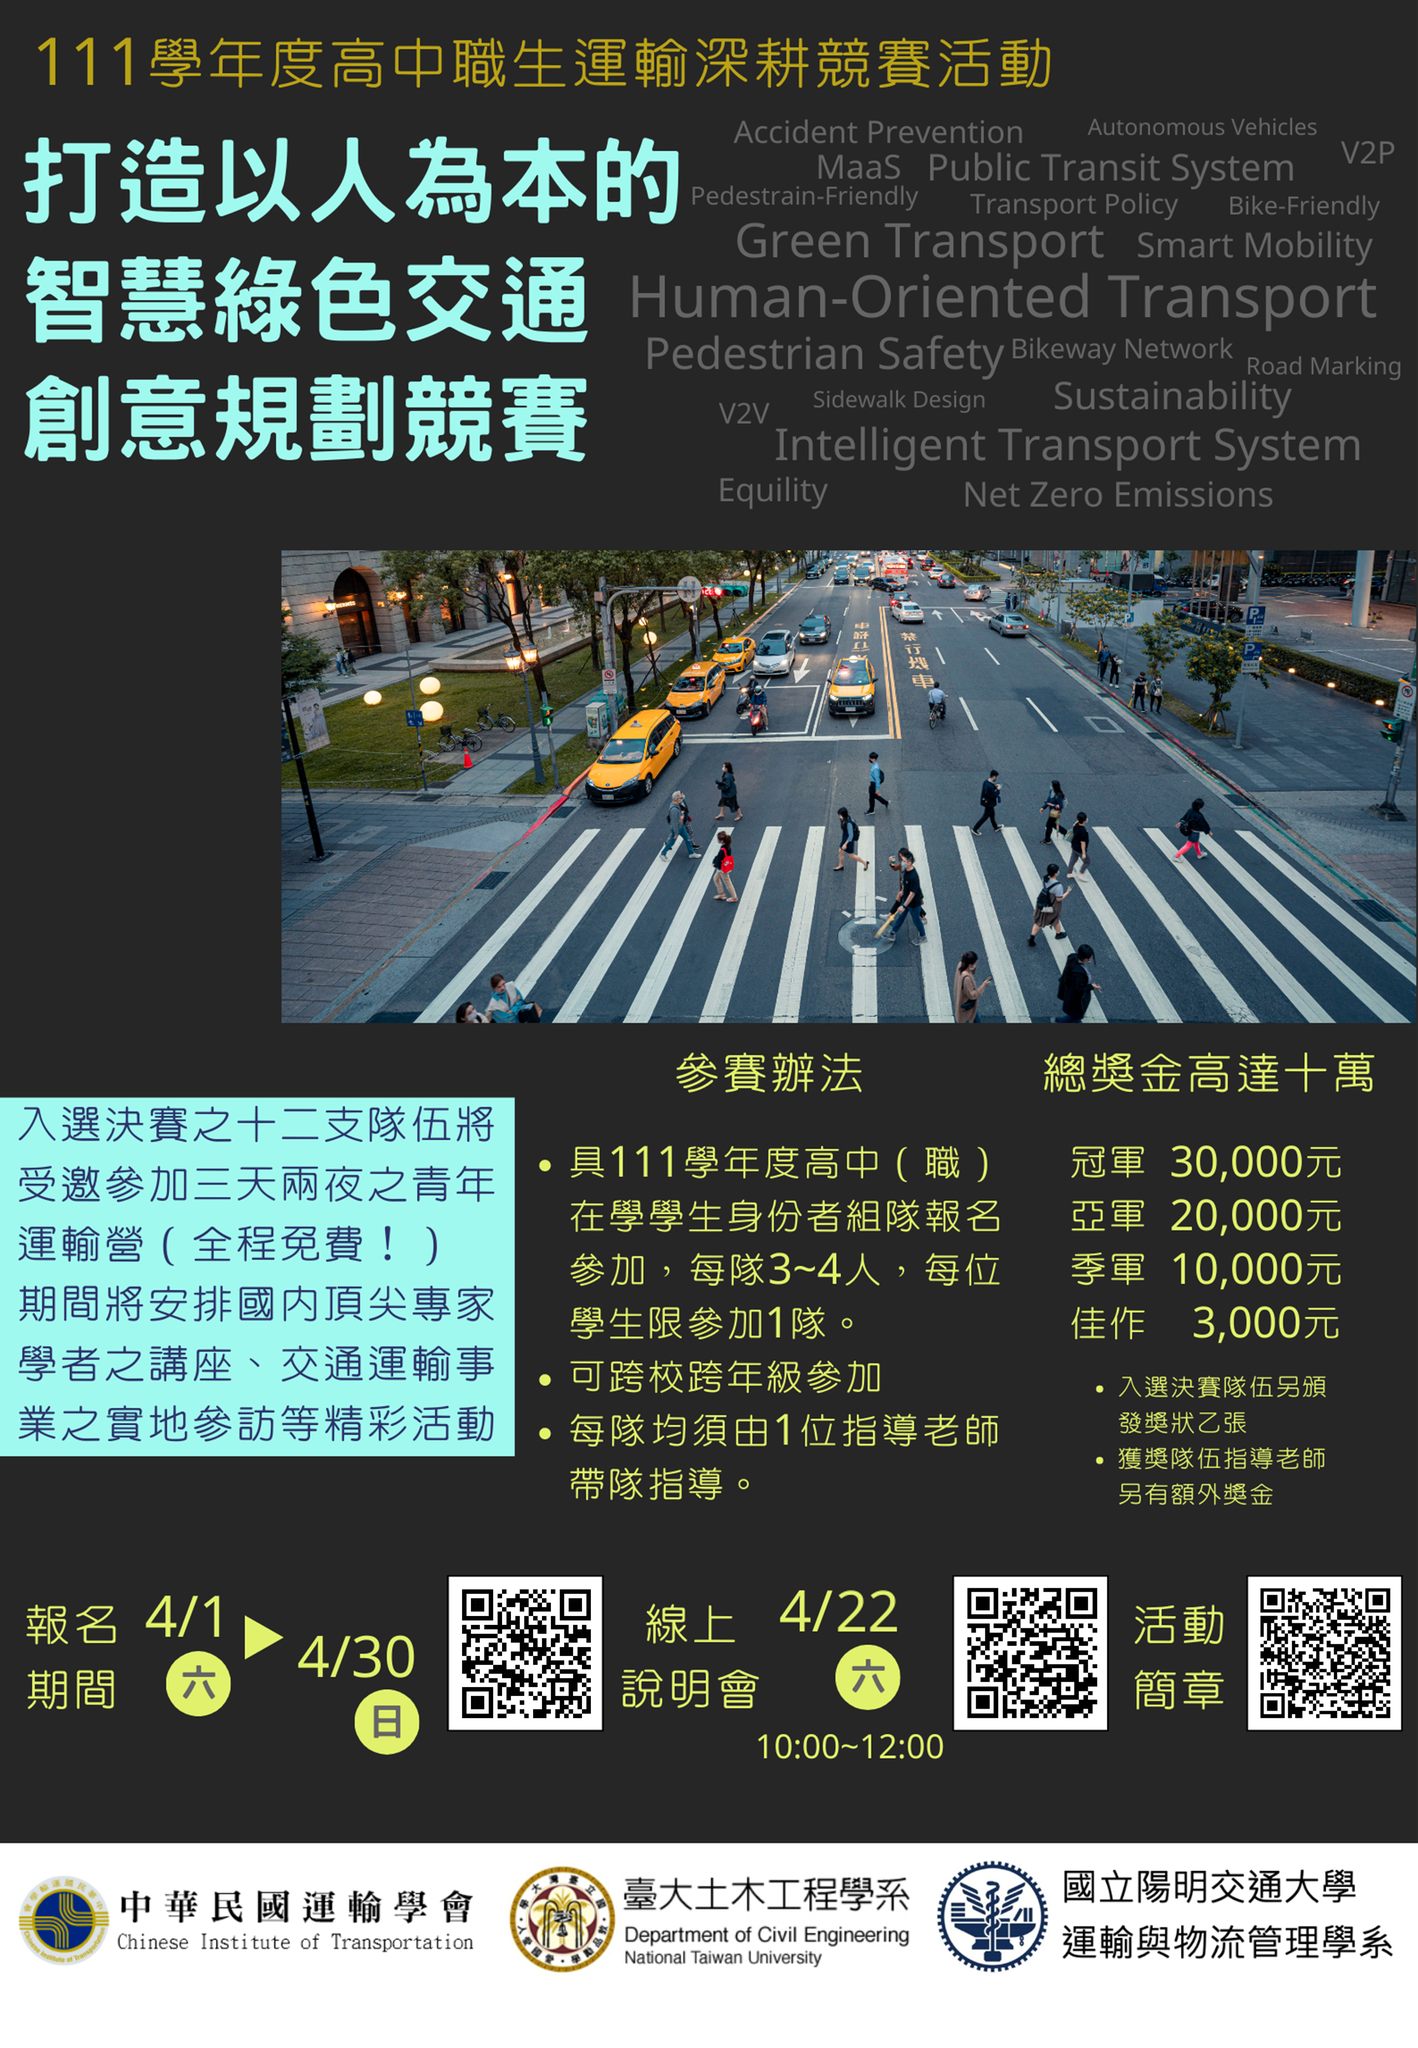 111學年度高中職生運輸深耕競賽活動
打造以人為本的
智慧綠色交通
創意規劃競賽
Accident Prevention
Autonomous Vehicles
MaaS
Public Transit System
V2P
Pedestrain-Friendly
Transport Policy
Bike-Friendly
Green Transport
Smart Mobility
Human-Oriented Transport
Pedestrian Safety
Bikeway Network
Road Marking
V2V
Sidewalk Design
Sustainability
Intelligent Transport System
Equility
Net Zero Emissions
禁行機車
入選決賽之十二支隊伍將
受邀參加三天兩夜之青年
運輸營(全程免費！)
期間將安排國內頂尖專家
學者之講座、交通運輸事
業之實地參訪等精彩活動
參賽辦法
• 具111學年度高中(職)
在學學生身份者組隊報名
參加，每隊3~4人，每位
學生限參加1隊。
• 可跨校跨年級參加
• 每隊均須由1位指導老師
帶隊指導。
總獎金高達十萬
冠軍 30,000元
亞軍 20,000元
季軍 10,000元
佳作 3,000元
• 入選決賽隊伍另頒
發獎狀乙張
• 獲獎隊伍指導老師
另有額外獎金
報名
期間
4/1
六
4/30
日
線上
說明會
4/22
六
10:00~12:00
活動
簡章
中華民國運輸學會
Chinese Institute of Transportation
臺大土木工程學系
Department of Civil Engineering
National Taiwan University
國立陽明交通大學
運輸與物流管理學系